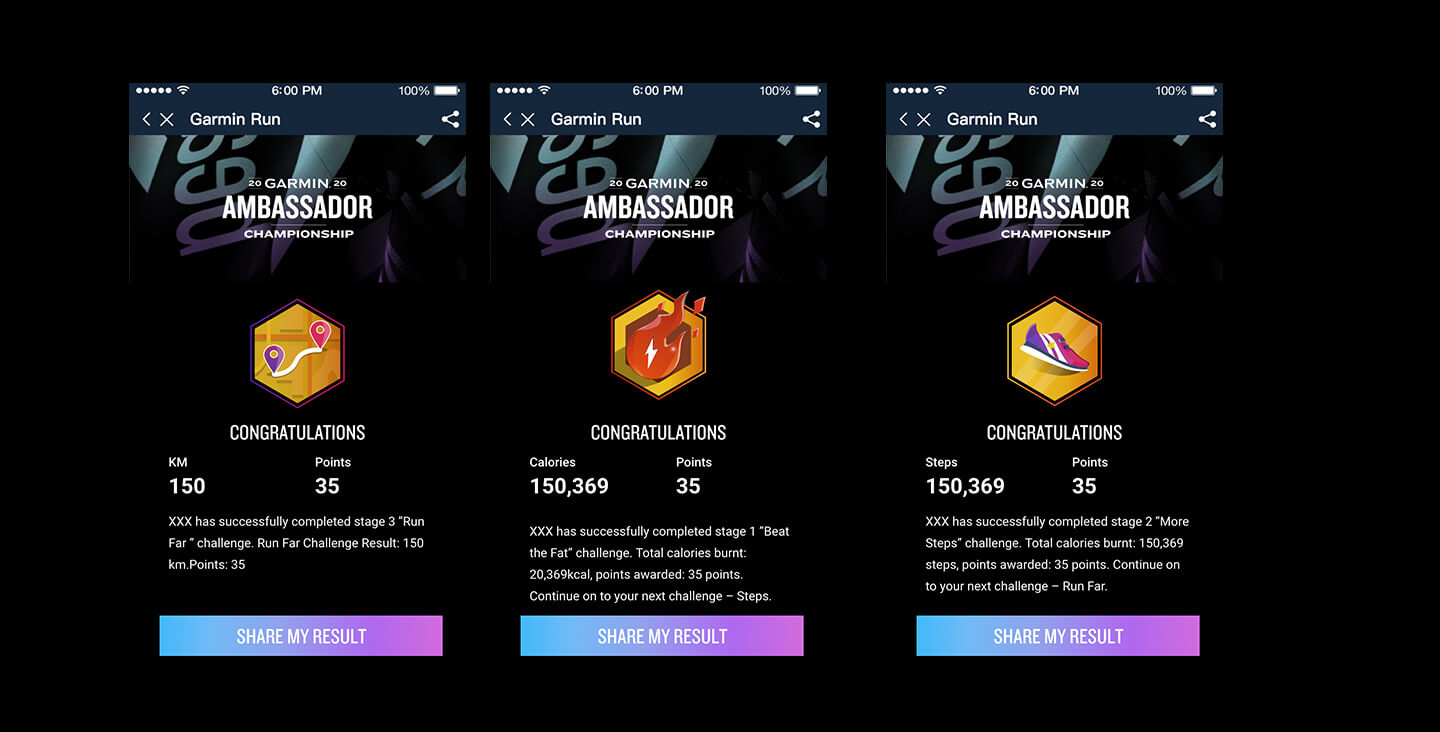 6:00 PM
100%
Garmin Run
20 GARMIN. 20
AMBASSADOR
CHAMPIONSHIP
CONGRATULATIONS
KM
Points
150
35
XXX has successfully completed stage 3 "Run
Far " challenge. Run Far Challenge Result: 150
km.Points: 35
SHARE MY RESULT
6:00 PM
100%
Garmin Run
20 GARMIN. 20
AMBASSADOR
CHAMPIONSHIP
CONGRATULATIONS
Calories
Points
150,369
35
XXX has successfully completed stage 1 "Beat
the Fat" challenge. Total calories burnt:
20,369kcal, points awarded: 35 points.
Continue on to your next challenge – Steps.
SHARE MY RESULT
6:00 PM
100%
Garmin Run
20 GARMIN. 20
AMBASSADOR
CHAMPIONSHIP
CONGRATULATIONS
Steps
Points
150,369
35
XXX has successfully completed stage 2 "More
Steps" challenge. Total calories burnt: 150,369
steps, points awarded: 35 points. Continue on
to your next challenge – Run Far.
SHARE MY RESULT